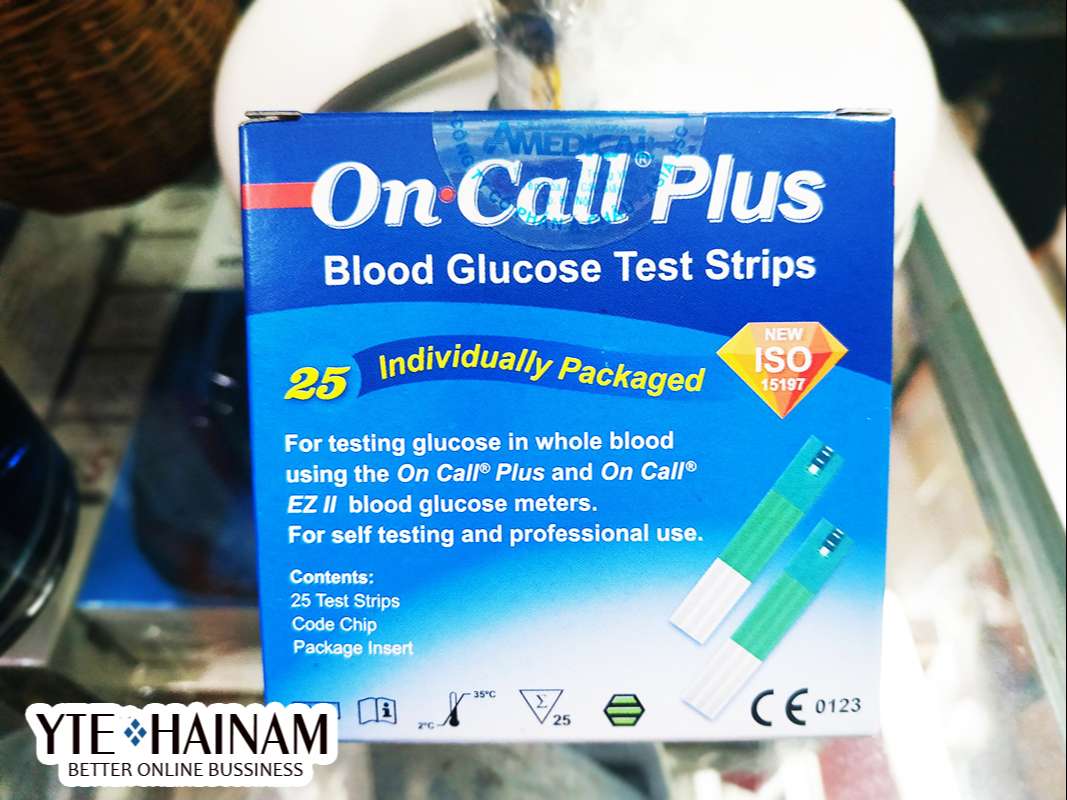 AMEDICAL
On·Call® Plus
Blood Glucose Test Strips
25 Individually Packaged
NEW
ISO
15197
For testing glucose in whole blood
using the On Call® Plus and On Call®
EZ II blood glucose meters.
For self testing and professional use.
Contents:
25 Test Strips
Code Chip
Package Insert
35°C
2°C
Σ
25
CE 0123
YTE HAINAM
BETTER ONLINE BUSSINESS